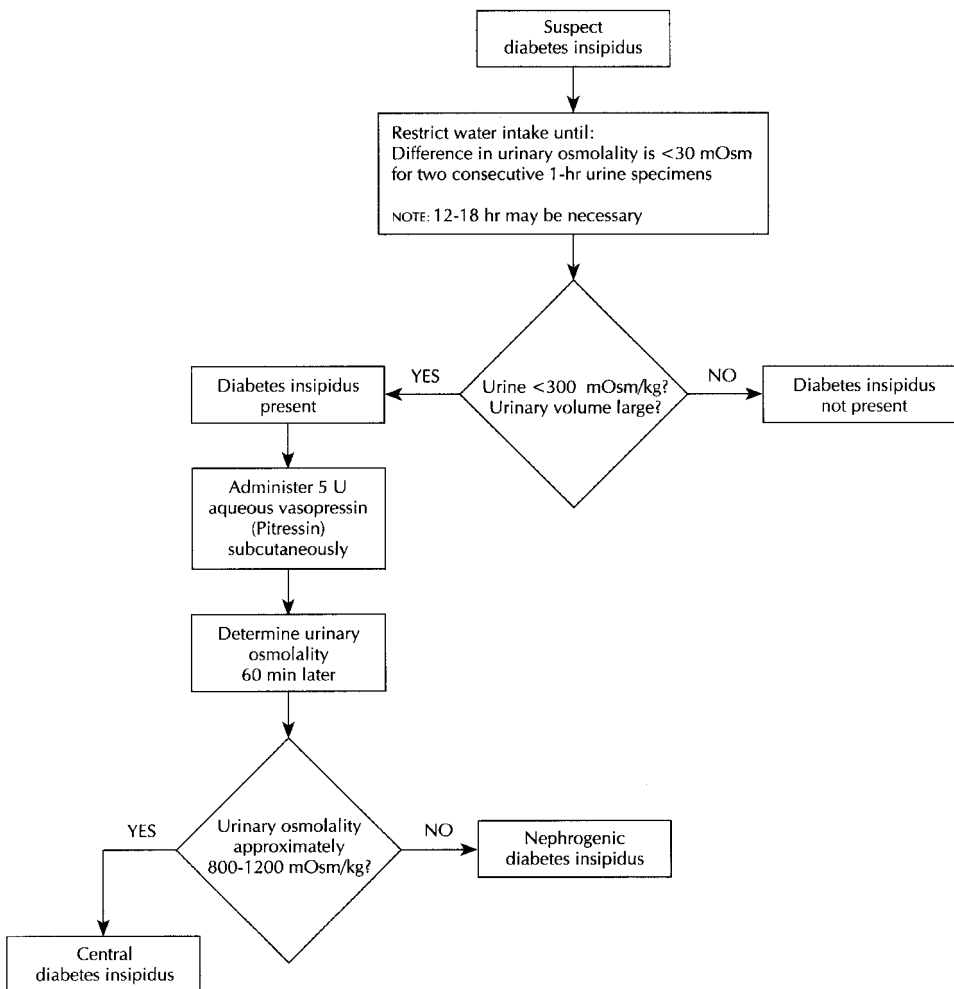 Suspect
diabetes insipidus
Restrict water intake until:
Difference in urinary osmolality is <30 mOsm
for two consecutive 1-hr urine specimens
NOTE: 12-18 hr may be necessary
Urine <300 mOsm/kg?
Urinary volume large?
YES
NO
Diabetes insipidus
present
Diabetes insipidus
not present
Administer 5 U
aqueous vasopressin
(Pitressin)
subcutaneously
Determine urinary
osmolality
60 min later
Urinary osmolality
approximately
800-1200 mOsm/kg?
YES
NO
Nephrogenic
diabetes insipidus
Central
diabetes insipidus